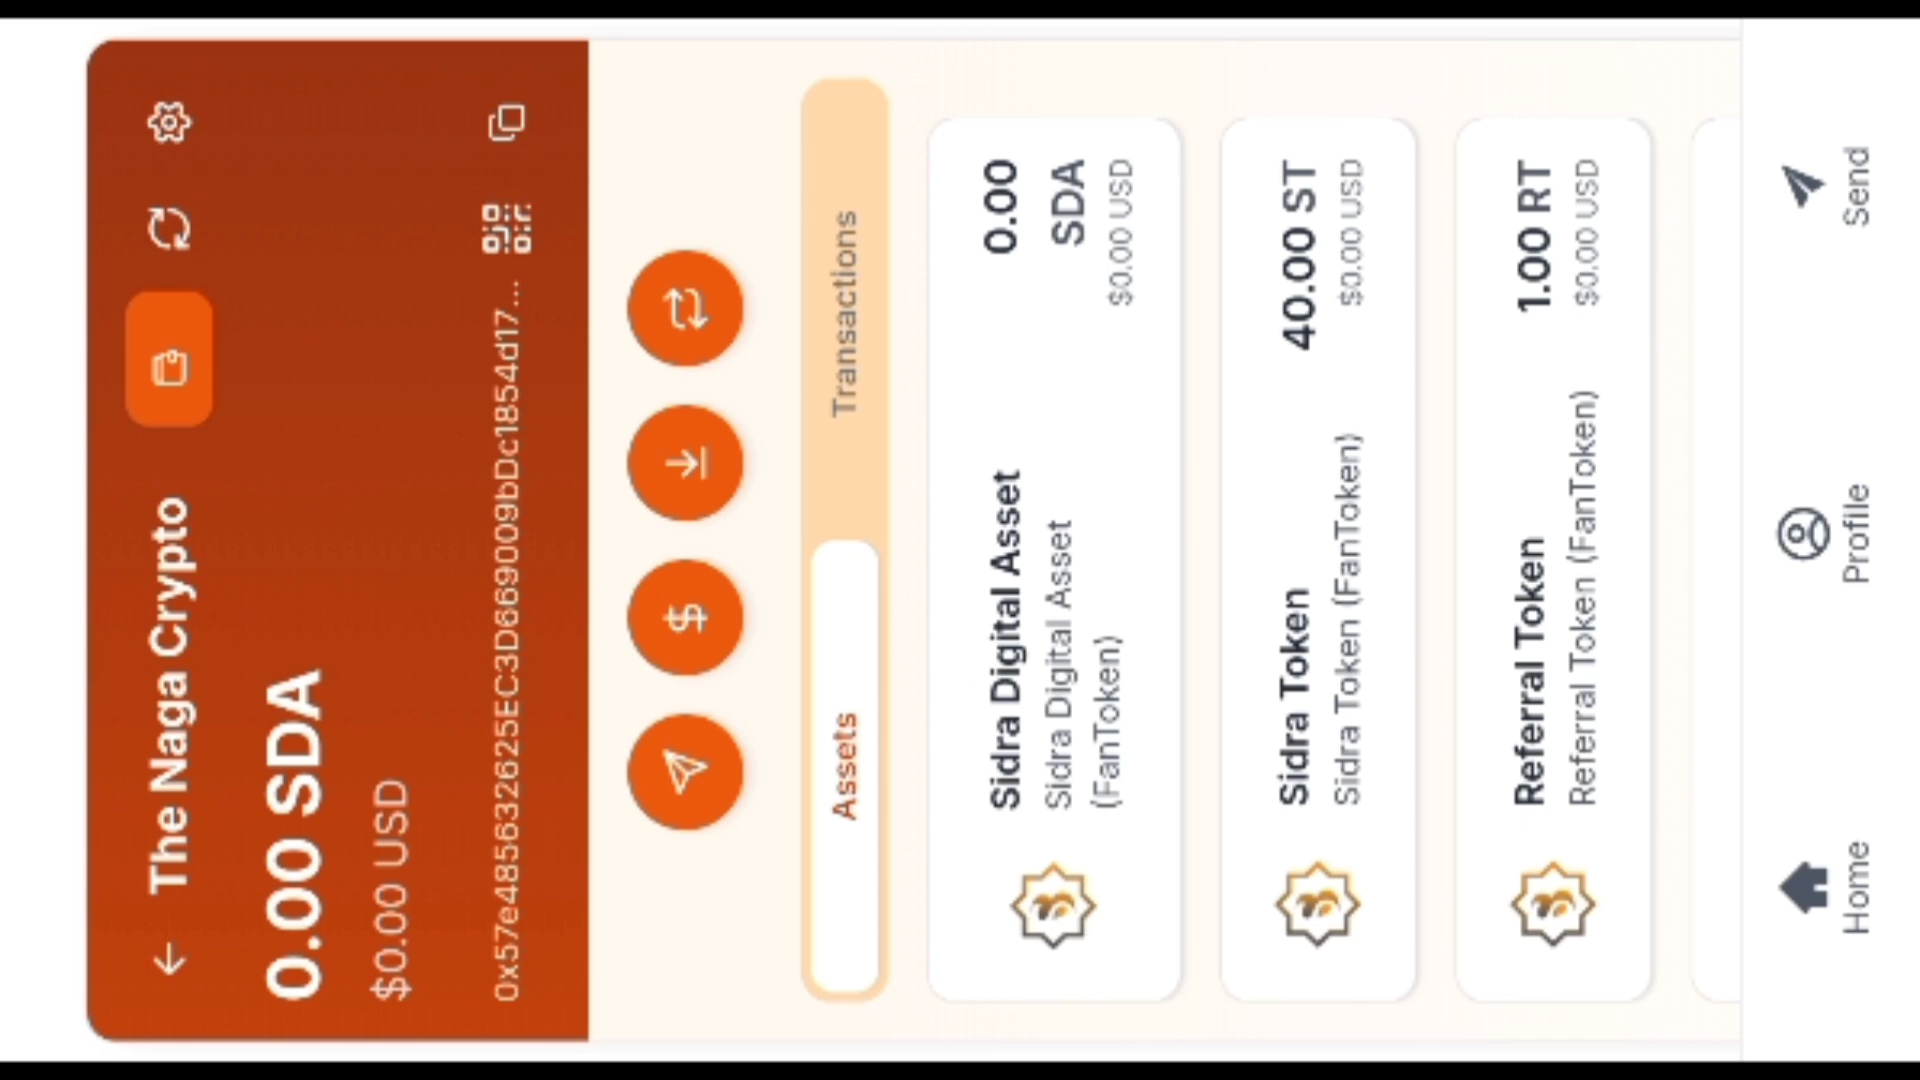 The Naga Crypto
0.00 SDA
$0.00 USD
0x57e485632625EC3D669009bDc1854d17...
Assets
Transactions
Sidra Digital Asset
Sidra Digital Asset
(FanToken)
0.00
SDA
$0.00 USD
Sidra Token
Sidra Token (FanToken)
40.00 ST
$0.00 USD
Referral Token
Referral Token (FanToken)
1.00 RT
$0.00 USD
Home
Profile
Send